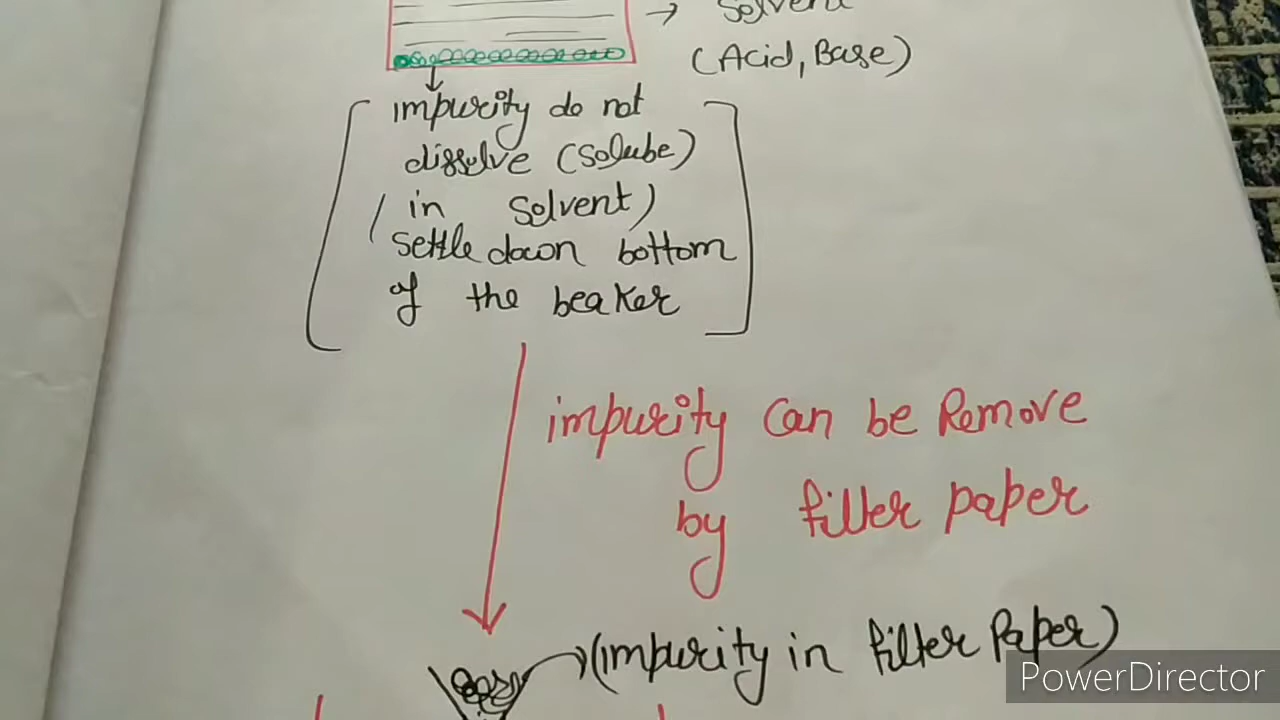 → Solvent
(Acid, Base)
impurity do not
dissolve (solube)
in solvent)
settle down bottom
of the beaker
impurity can be Remove
by filter paper
(impurity in filter Paper)
PowerDirector